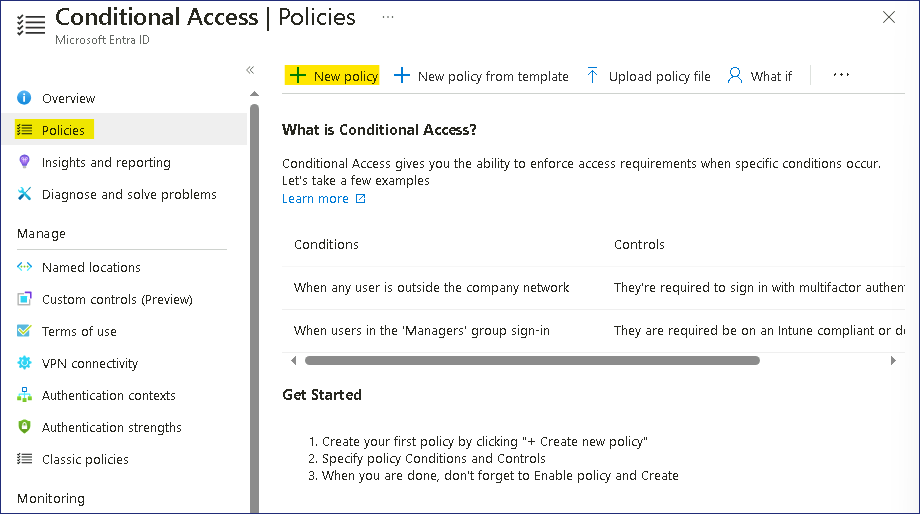 Conditional Access | Policies ...
Microsoft Entra ID
Overview
Policies
Insights and reporting
Diagnose and solve problems
Manage
Named locations
Custom controls (Preview)
Terms of use
VPN connectivity
Authentication contexts
Authentication strengths
Classic policies
Monitoring
New policy New policy from template Upload policy file What if ...
What is Conditional Access?
Conditional Access gives you the ability to enforce access requirements when specific conditions occur.
Let's take a few examples
Learn more
Conditions Controls
When any user is outside the company network They're required to sign in with multifactor authent
When users in the 'Managers' group sign-in They are required be on an Intune compliant or do
Get Started
1. Create your first policy by clicking "+ Create new policy"
2. Specify policy Conditions and Controls
3. When you are done, don't forget to Enable policy and Create